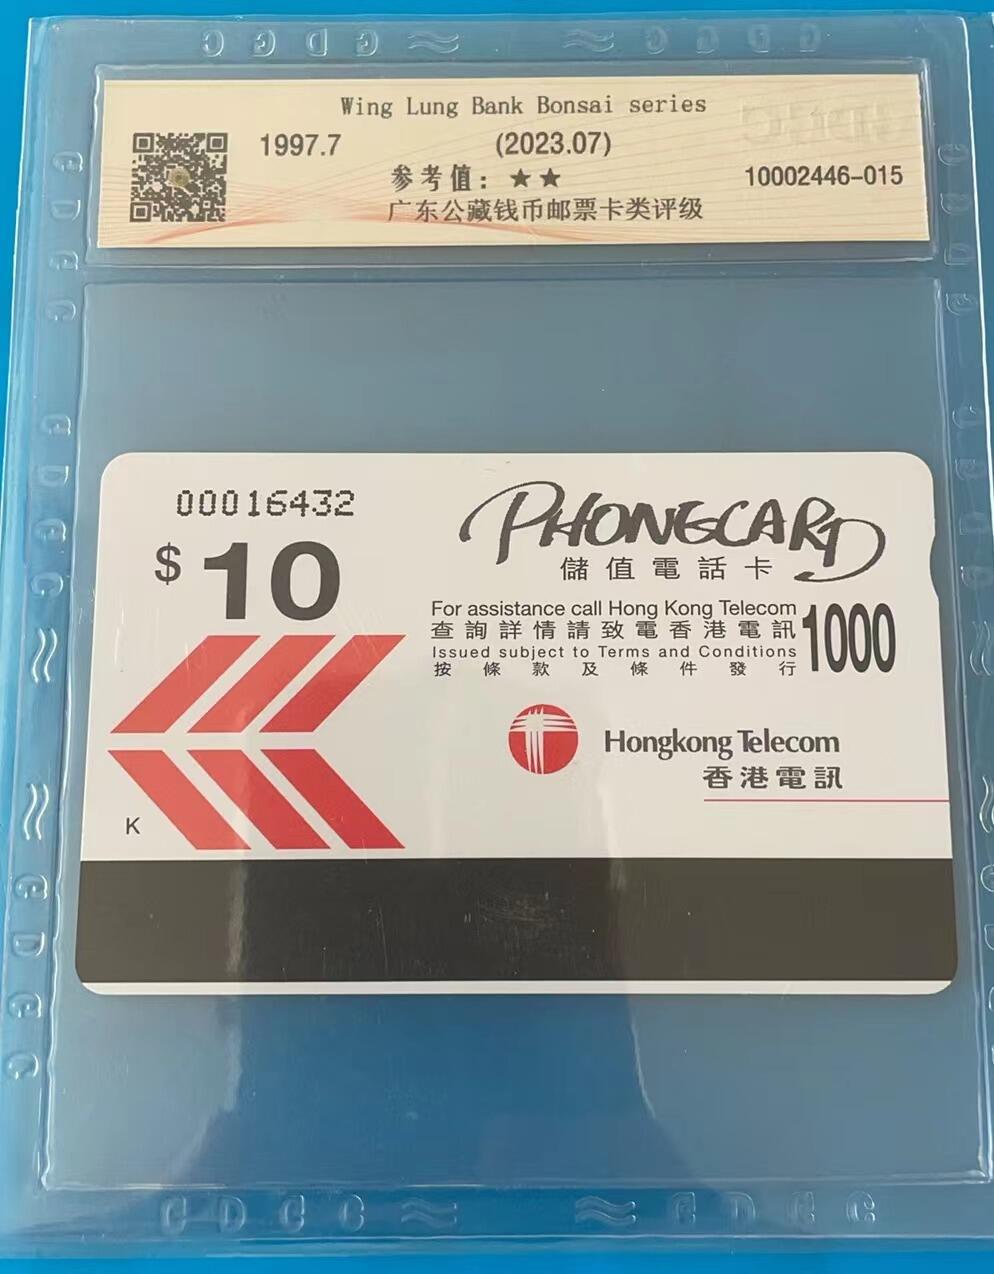 G D G C
Wing Lung Bank Bonsai series
1997.7
(2023.07)
参考值：★★
10002446-015
广东公藏钱币邮票卡类评级
00016432
$10
PHONECARD
儲值電話卡
For assistance call Hong Kong Telecom
查詢詳情請致電香港電訊
1000
Issued subject to Terms and Conditions
按條款及條件發行
Hongkong Telecom
香港電訊
K
G D G C